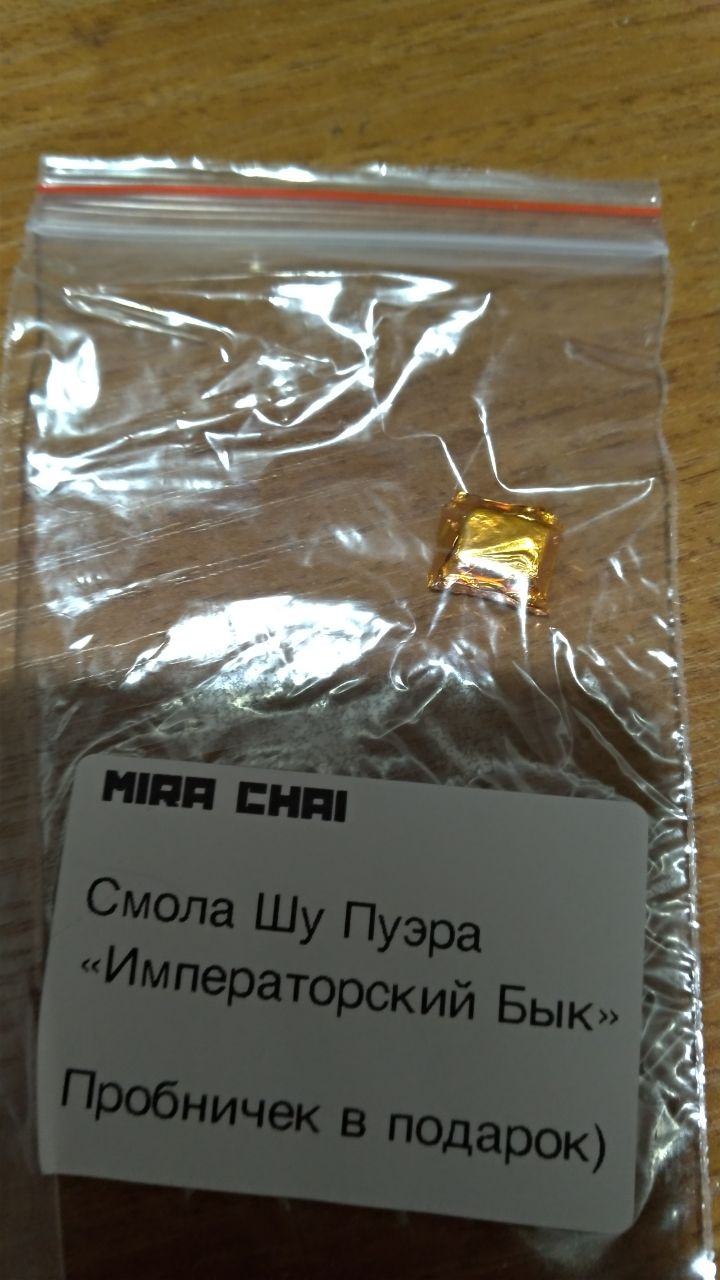 MIRA CHAI
Смола Шу Пуэра
«Императорский Бык»
Пробничек в подарок)